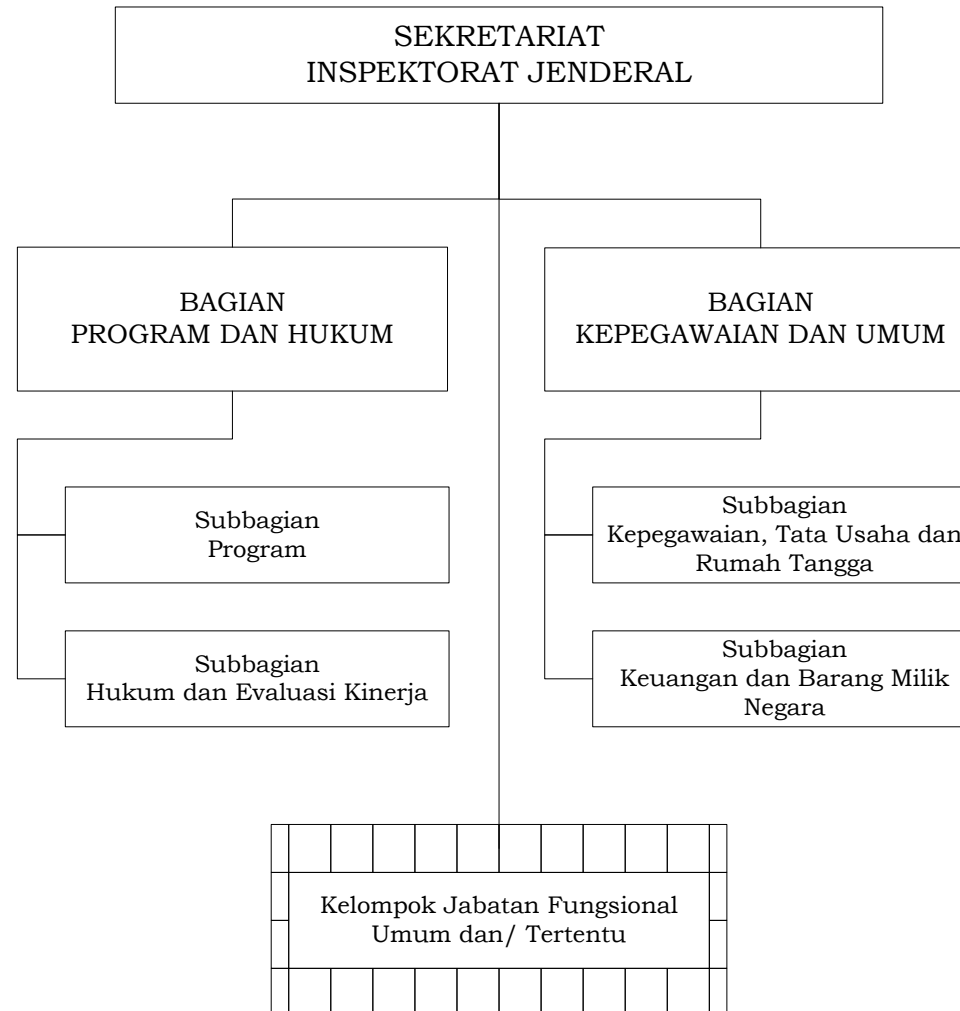 SEKRETARIAT
INSPEKTORAT JENDERAL
BAGIAN
PROGRAM DAN HUKUM
BAGIAN
KEPEGAWAIAN DAN UMUM
Subbagian
Program
Subbagian
Kepegawaian, Tata Usaha dan
Rumah Tangga
Subbagian
Hukum dan Evaluasi Kinerja
Subbagian
Keuangan dan Barang Milik
Negara
Kelompok Jabatan Fungsional
Umum dan/ Tertentu